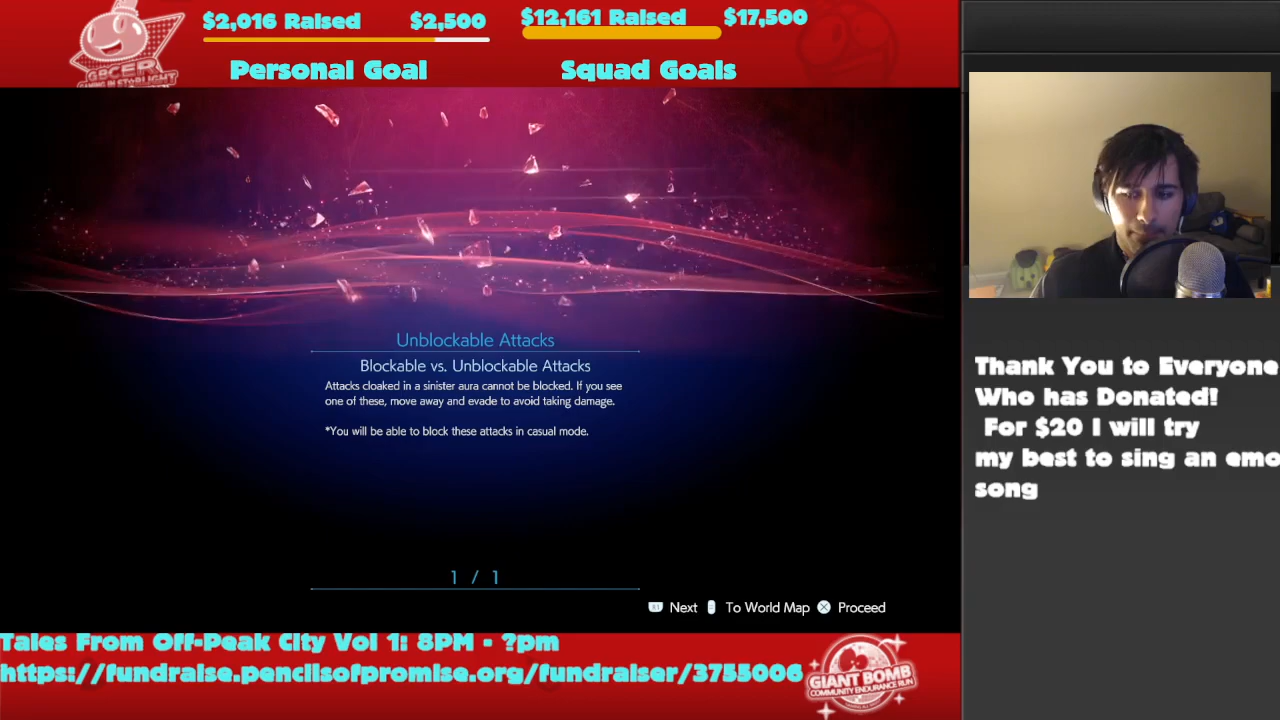 $2,016 Raised $2,500
$12,161 Raised $17,500
Personal Goal
Squad Goals
GBCER
GAMING IN STARLIGHT
Unblockable Attacks
Blockable vs. Unblockable Attacks
Attacks cloaked in a sinister aura cannot be blocked. If you see
one of these, move away and evade to avoid taking damage.
*You will be able to block these attacks in casual mode.
1 / 1
Next To World Map Proceed
Thank You to Everyone
Who has Donated!
For $20 I will try
my best to sing an emo
song
Tales From Off-Peak City Vol 1: 8PM - ?pm
https://fundraise.pencilsofpromise.org/fundraiser/3755006
GIANT BOMB
COMMUNITY ENDURANCE RUN